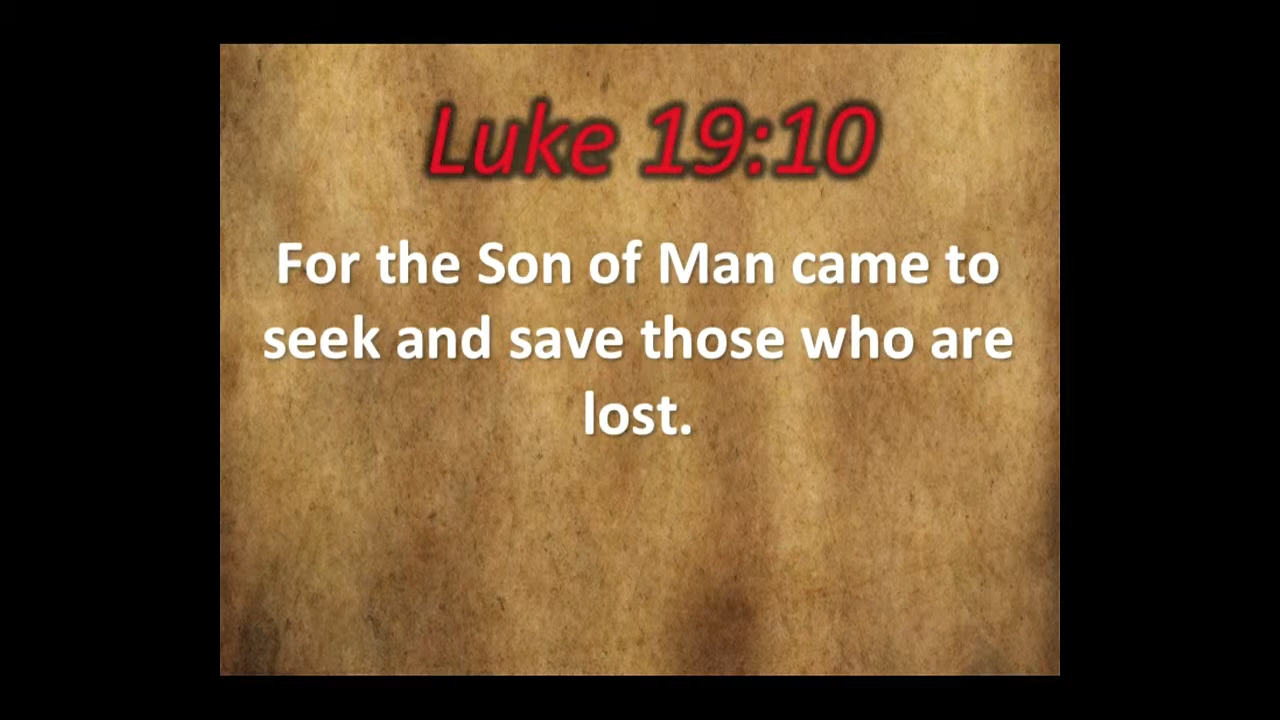 Luke 19:10
For the Son of Man came to
seek and save those who are
lost.